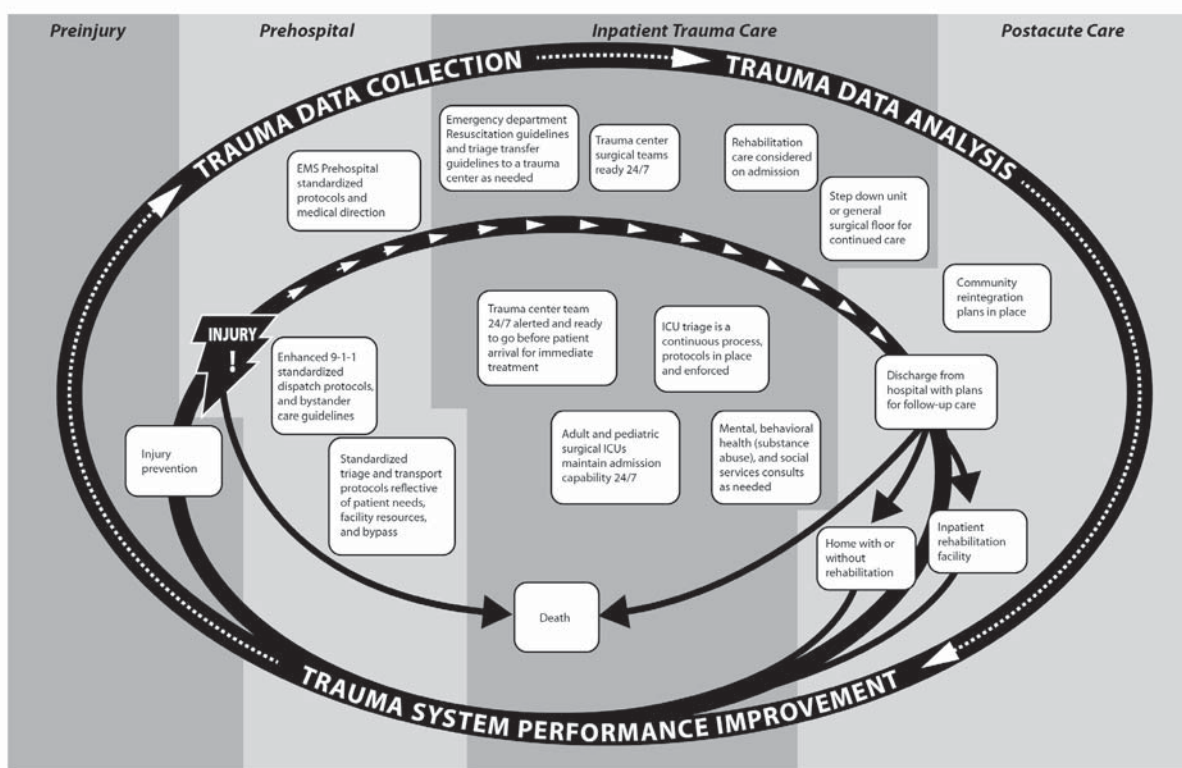 Preinjury
Prehospital
Inpatient Trauma Care
Postacute Care
TRAUMA DATA COLLECTION
TRAUMA DATA ANALYSIS
Emergency department
Resuscitation guidelines
and triage transfer
guidelines to a trauma
center as needed
Trauma center
surgical teams
ready 24/7
Rehabilitation
care considered
on admission
EMS Prehospital
standardized
protocols and
medical direction
Step down unit
or general
surgical floor for
continued care
Community
reintegration
plans in place
INJURY
!
Trauma center team
24/7 alerted and ready
to go before patient
arrival for immediate
treatment
ICU triage is a
continuous process,
protocols in place
and enforced
Enhanced 9-1-1
standardized
dispatch protocols,
and bystander
care guidelines
Discharge from
hospital with plans
for follow-up care
Injury
prevention
Standardized
triage and transport
protocols reflective
of patient needs,
facility resources,
and bypass
Adult and pediatric
surgical ICUs
maintain admission
capability 24/7
Mental, behavioral
health (substance
abuse), and social
services consults
as needed
Home with or
without
rehabilitation
Inpatient
rehabilitation
facility
Death
TRAUMA SYSTEM PERFORMANCE IMPROVEMENT